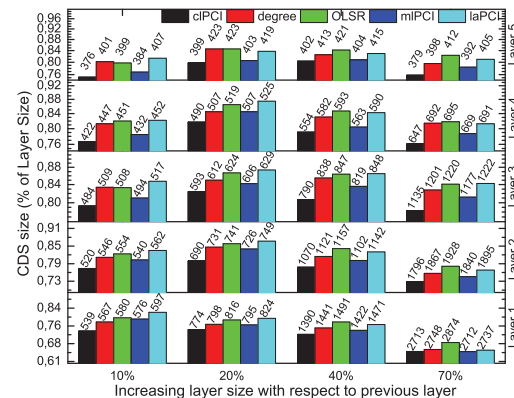 clPCI degree OLSR mlPCI laPCI
CDS size (% of Layer Size)
0,96
0,92
0,88
0,84
0,80
0,76
376 401 399 384 407
399 423 423 403 419
402 413 421 404 415
379 398 412 392 405
Layer 5
0,92
0,88
0,84
0,80
0,76
422 447 451 432 452
490 507 519 507 525
554 582 593 563 590
647 692 695 669 691
Layer 4
0,88
0,84
0,80
484 509 508 494 517
593 612 624 606 629
790 838 847 819 848
1135 1201 1220 1177 1222
Layer 3
0,91
0,85
0,79
0,73
520 546 554 540 562
690 731 741 726 749
1070 1121 1157 1102 1142
1796 1867 1928 1840 1895
Layer 2
0,84
0,76
0,68
0,61
539 567 580 576 597
774 798 816 795 824
1390 1441 1491 1422 1471
2713 2748 2874 2712 2737
Layer 1
10% 20% 40% 70%
Increasing layer size with respect to previous layer